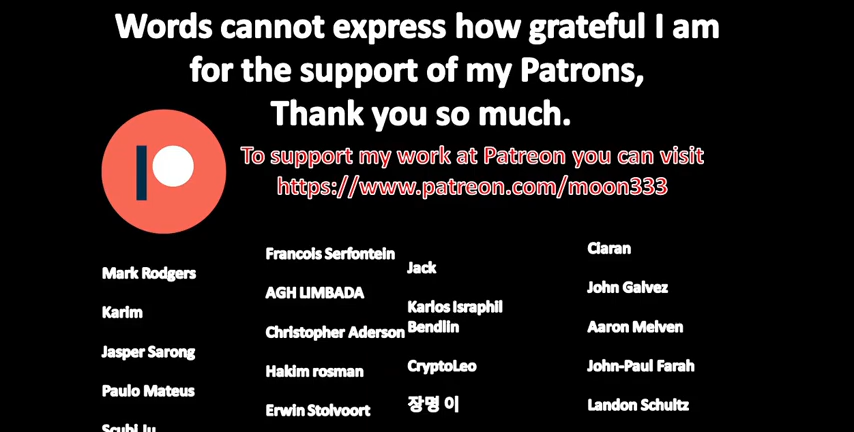 Words cannot express how grateful I am
for the support of my Patrons,
Thank you so much.
To support my work at Patreon you can visit
https://www.patreon.com/moon333
Mark Rodgers
Karim
Jasper Sarong
Paulo Mateus
Francois Serfontein
AGH LIMBADA
Christopher Aderson
Hakim rosman
Erwin Stolvoort
Jack
Karlos Israphil
Bendlin
CryptoLeo
장명 이
Ciaran
John Galvez
Aaron Melven
John-Paul Farah
Landon Schultz